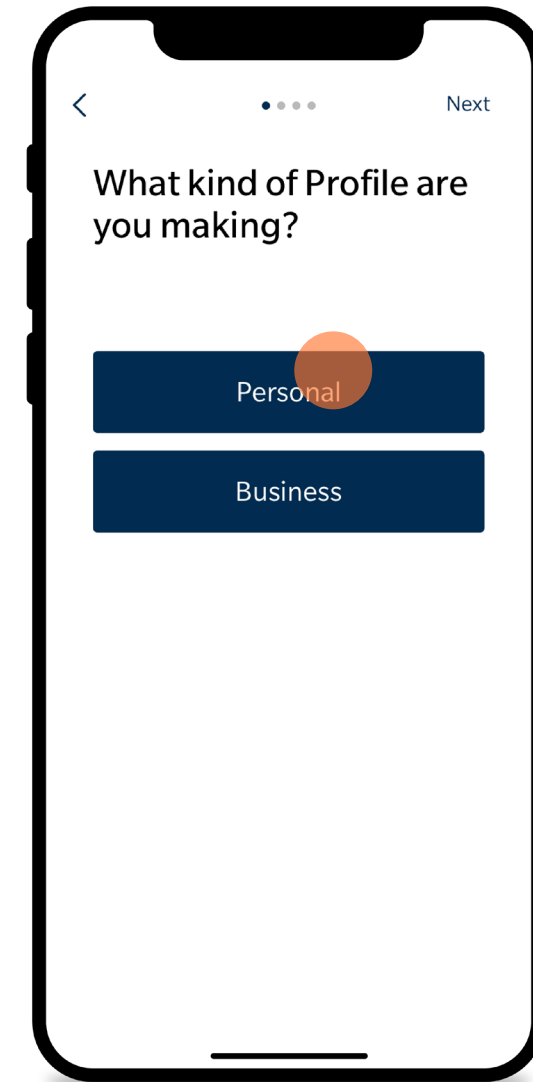 Next
What kind of Profile are
you making?
Personal
Business